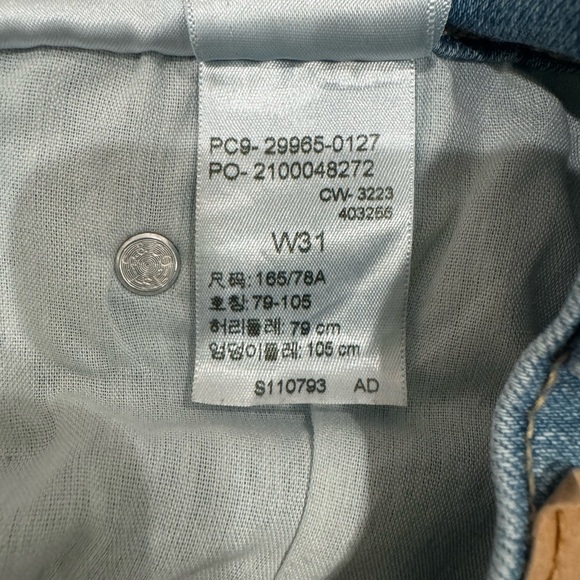 PC9- 29965-0127
PO- 2100048272
CW- 3223
403256
W31
尺码: 165/78A
호칭: 79-105
허리둘레: 79 cm
엉덩이둘레: 105 cm
S110793 AD